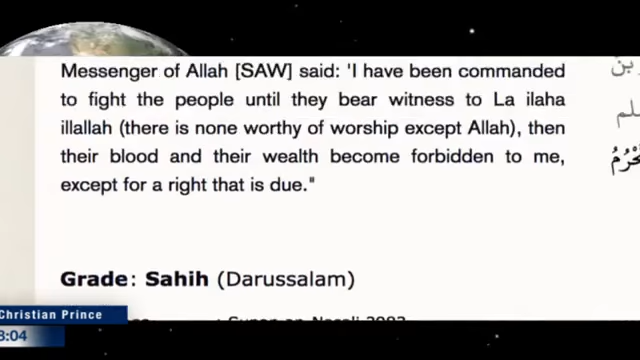 Messenger of Allah [SAW] said: 'I have been commanded
to fight the people until they bear witness to La ilaha
illallah (there is none worthy of worship except Allah), then
their blood and their wealth become forbidden to me,
except for a right that is due."
Grade: Sahih (Darussalam)
Christian Prince
3:04